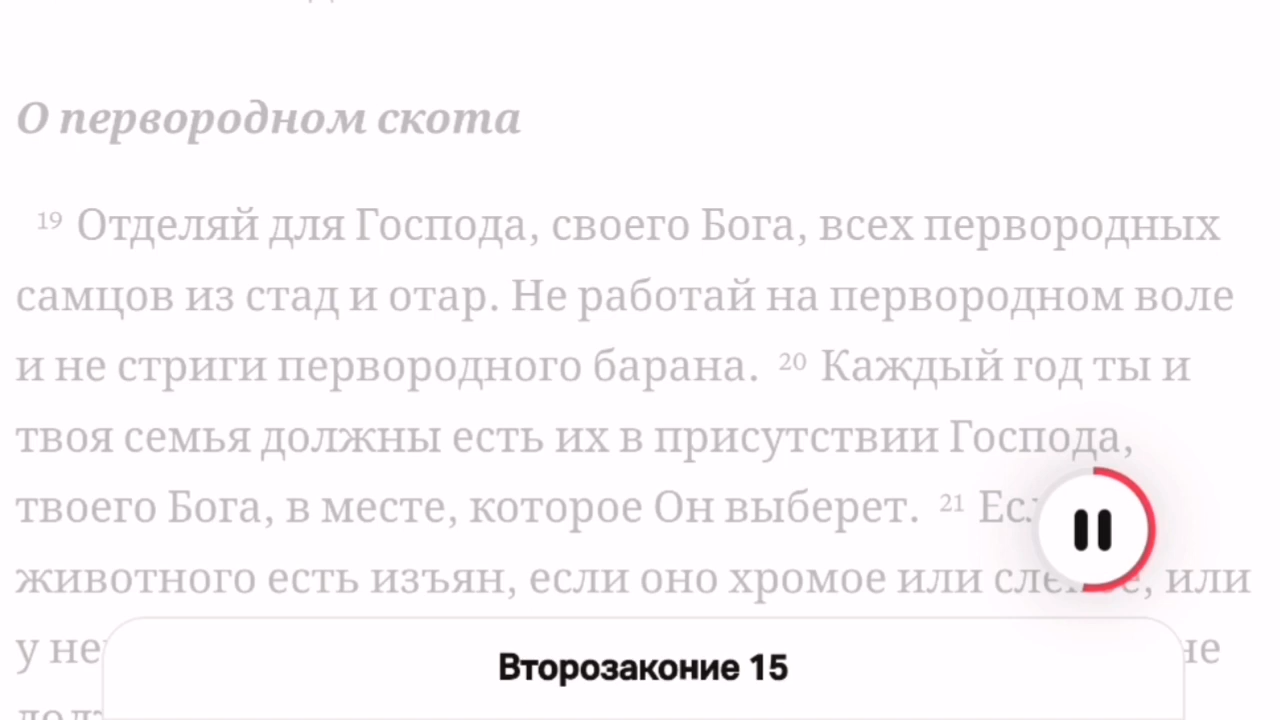 О первородном скота
19 Отделяй для Господа, своего Бога, всех первородных
самцов из стад и отар. Не работай на первородном воле
и не стриги первородного барана. 20 Каждый год ты и
твоя семья должны есть их в присутствии Господа,
твоего Бога, в месте, которое Он выберет. 21
животного есть изъян, если оно хромое или или
у
Второзаконие 15